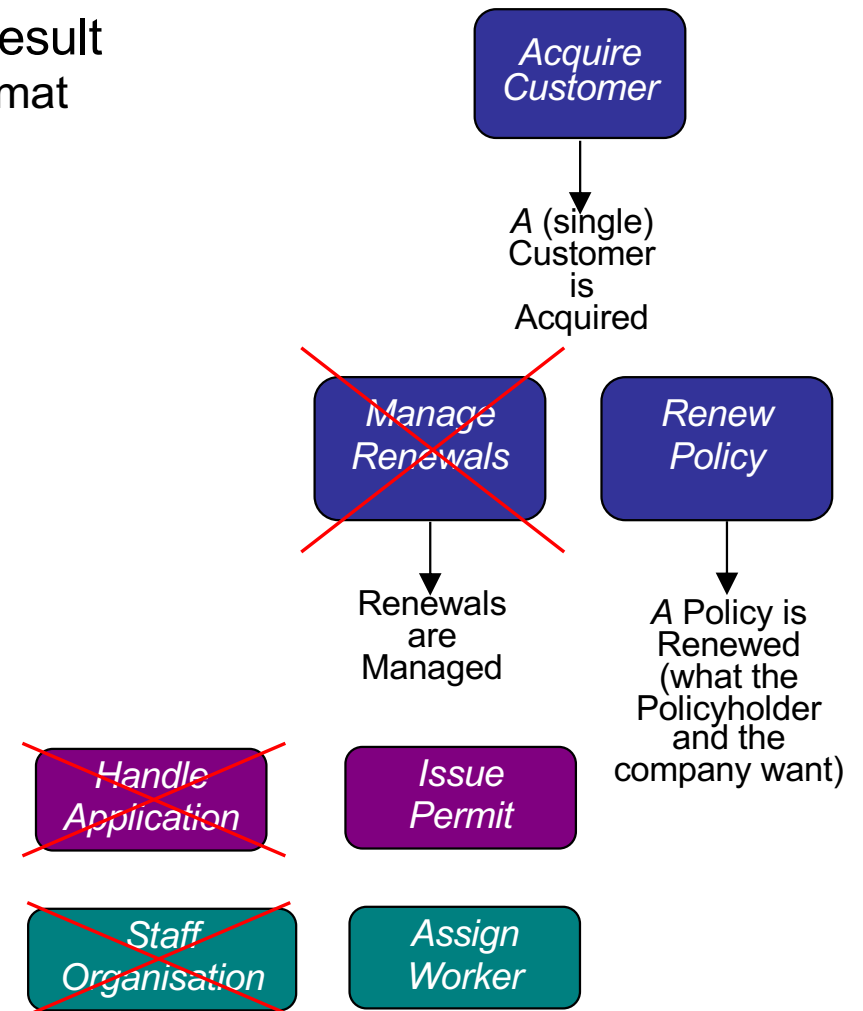 esult
mat
Acquire
Customer
A (single)
Customer
is
Acquired
Manage
Renewals
Renew
Policy
Renewals
are
Managed
A Policy is
Renewed
(what the
Policyholder
and the
company want)
Handle
Application
Issue
Permit
Staff
Organisation
Assign
Worker